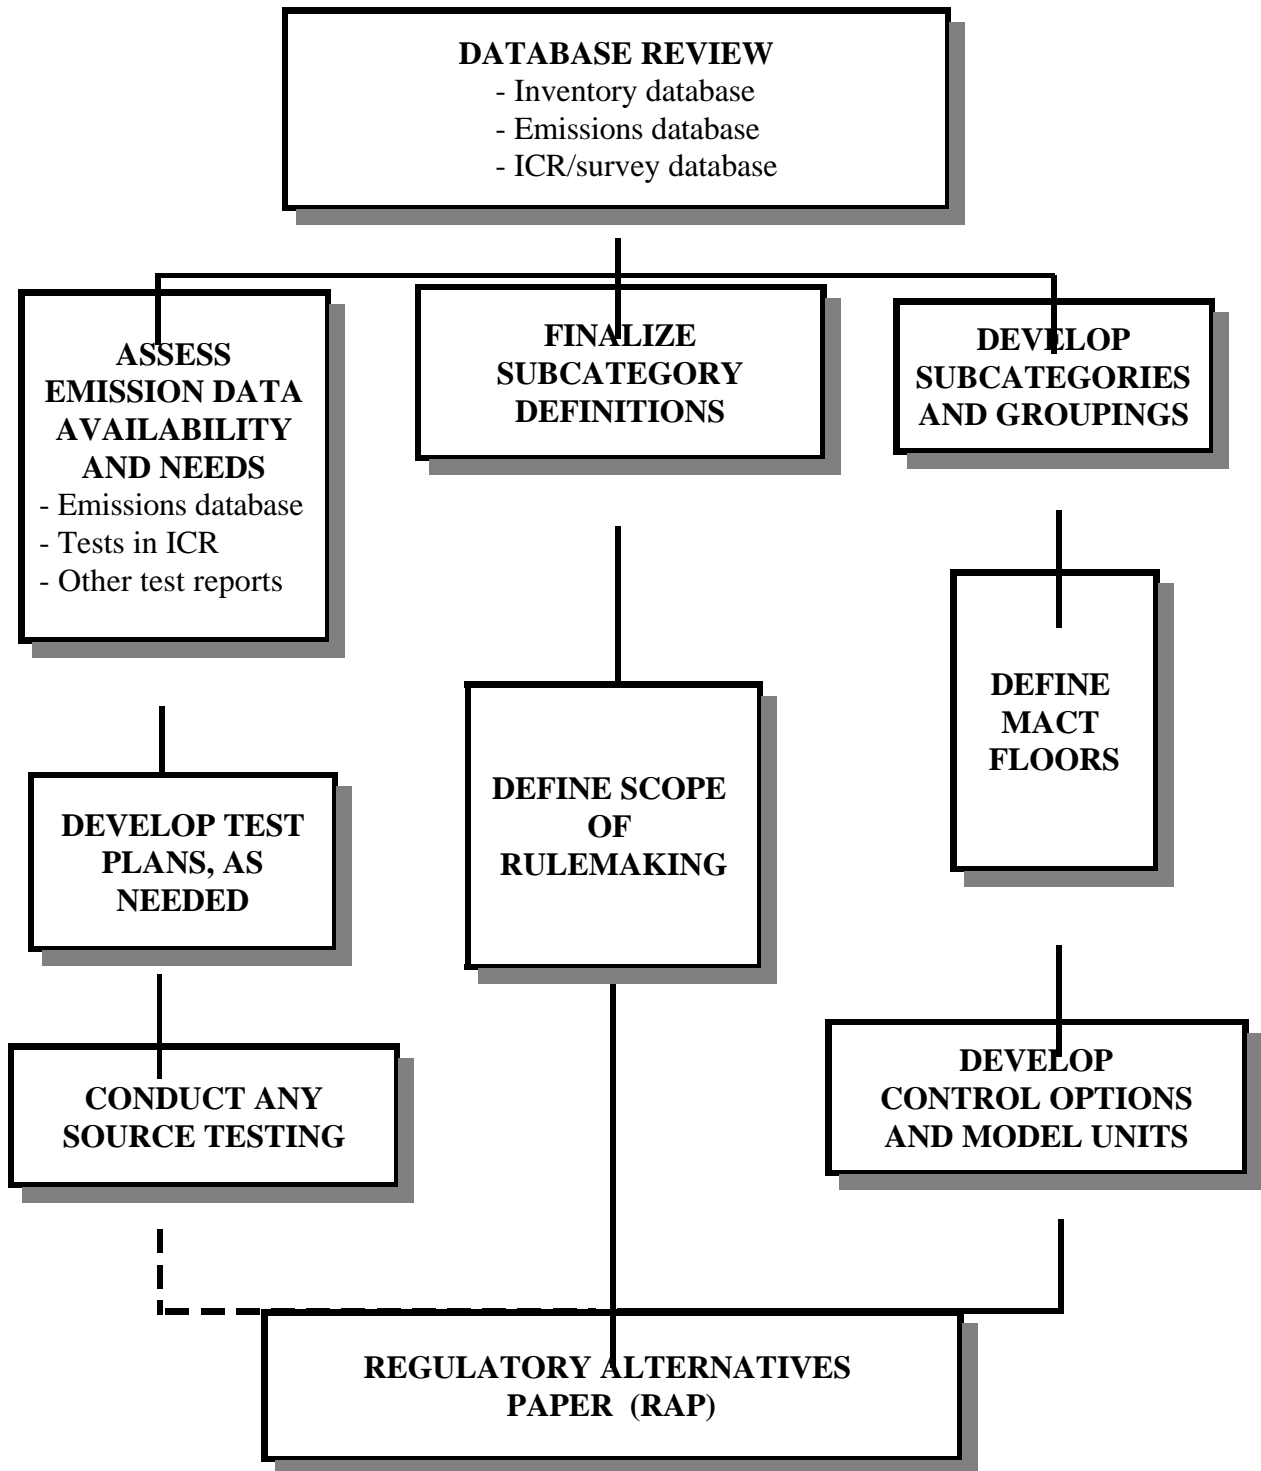 DATABASE REVIEW
- Inventory database
- Emissions database
- ICR/survey database
ASSESS
EMISSION DATA
AVAILABILITY
AND NEEDS
- Emissions database
- Tests in ICR
- Other test reports
FINALIZE
SUBCATEGORY
DEFINITIONS
DEVELOP
SUBCATEGORIES
AND GROUPINGS
DEVELOP TEST
PLANS, AS
NEEDED
DEFINE SCOPE
OF
RULEMAKING
DEFINE
MACT
FLOORS
CONDUCT ANY
SOURCE TESTING
DEVELOP
CONTROL OPTIONS
AND MODEL UNITS
REGULATORY ALTERNATIVES
PAPER (RAP)